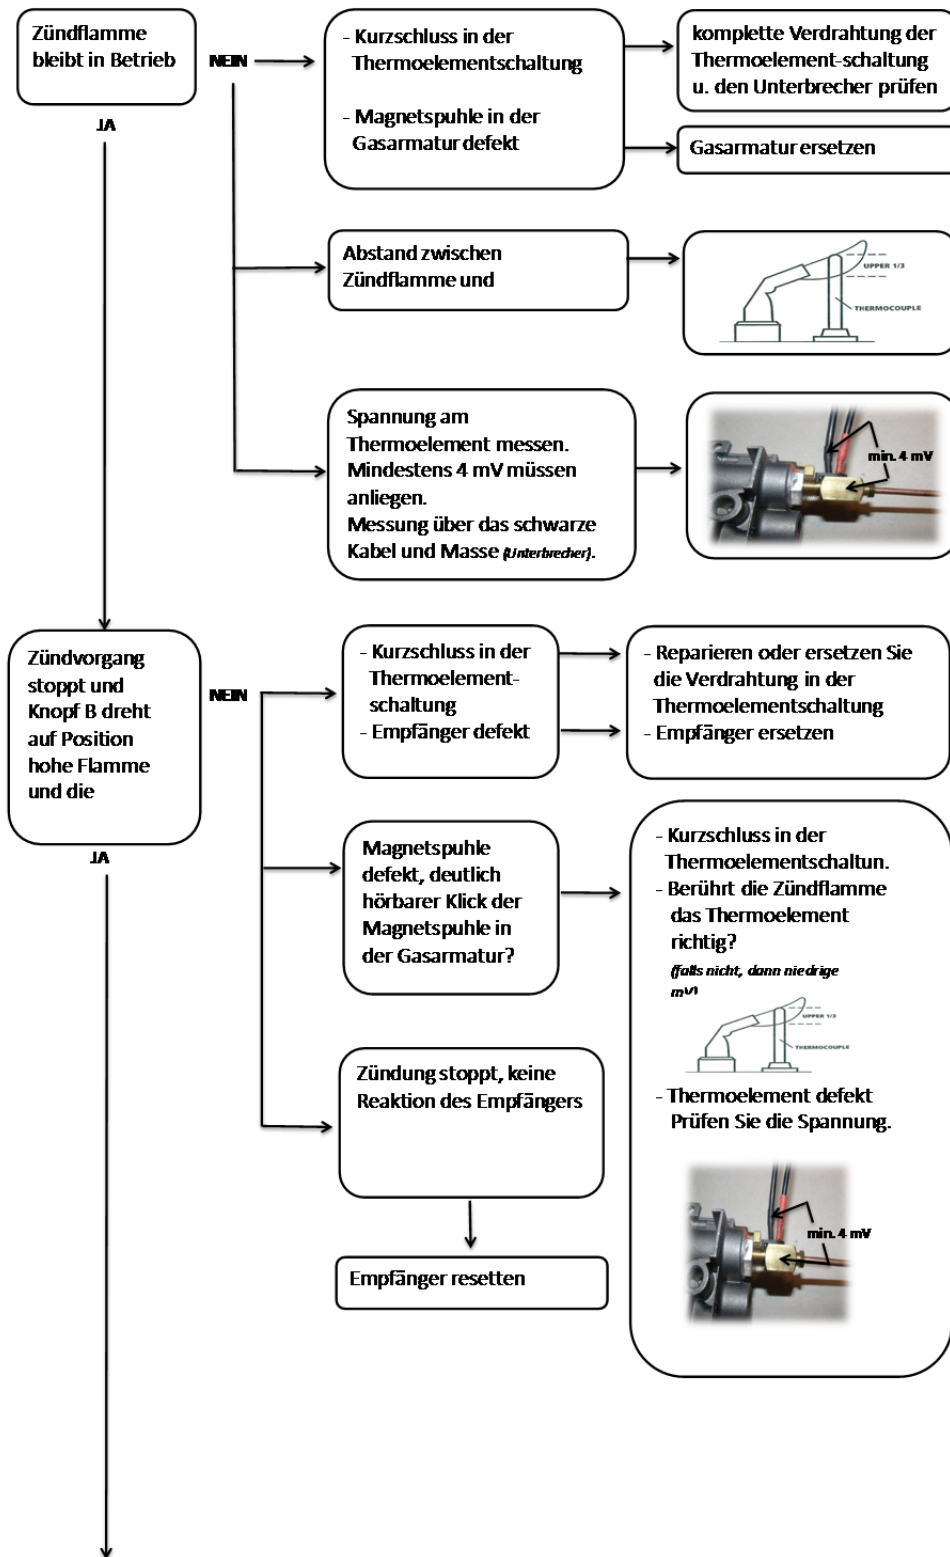 Zündflamme
bleibt in Betrieb
NEIN
- Kurzschluss in der
Thermoelementschaltung
- Magnetspuhle in der
Gasarmatur defekt
komplette Verdrahtung der
Thermoelement-schaltung
u. den Unterbrecher prüfen
Gasarmatur ersetzen
JA
Abstand zwischen
Zündflamme und
UPPER 1/3
THERMOCOUPLE
Spannung am
Thermoelement messen.
Mindestens 4 mV müssen
anliegen.
Messung über das schwarze
Kabel und Masse (Unterbrecher).
min. 4 mV
Zündvorgang
stoppt und
Knopf B dreht
auf Position
hohe Flamme
und die
NEIN
- Kurzschluss in der
Thermoelement-
schaltung
- Empfänger defekt
- Reparieren oder ersetzen Sie
die Verdrahtung in der
Thermoelementschaltung
- Empfänger ersetzen
JA
Magnetspuhle
defekt, deutlich
hörbarer Klick der
Magnetspuhle in
der Gasarmatur?
- Kurzschluss in der
Thermoelementschaltun.
- Berührt die Zündflamme
das Thermoelement
richtig?
(falls nicht, dann niedrige
mV)
UPPER 1/3
THERMOCOUPLE
- Thermoelement defekt
Prüfen Sie die Spannung.
min. 4 mV
Zündung stoppt, keine
Reaktion des Empfängers
Empfänger resetten